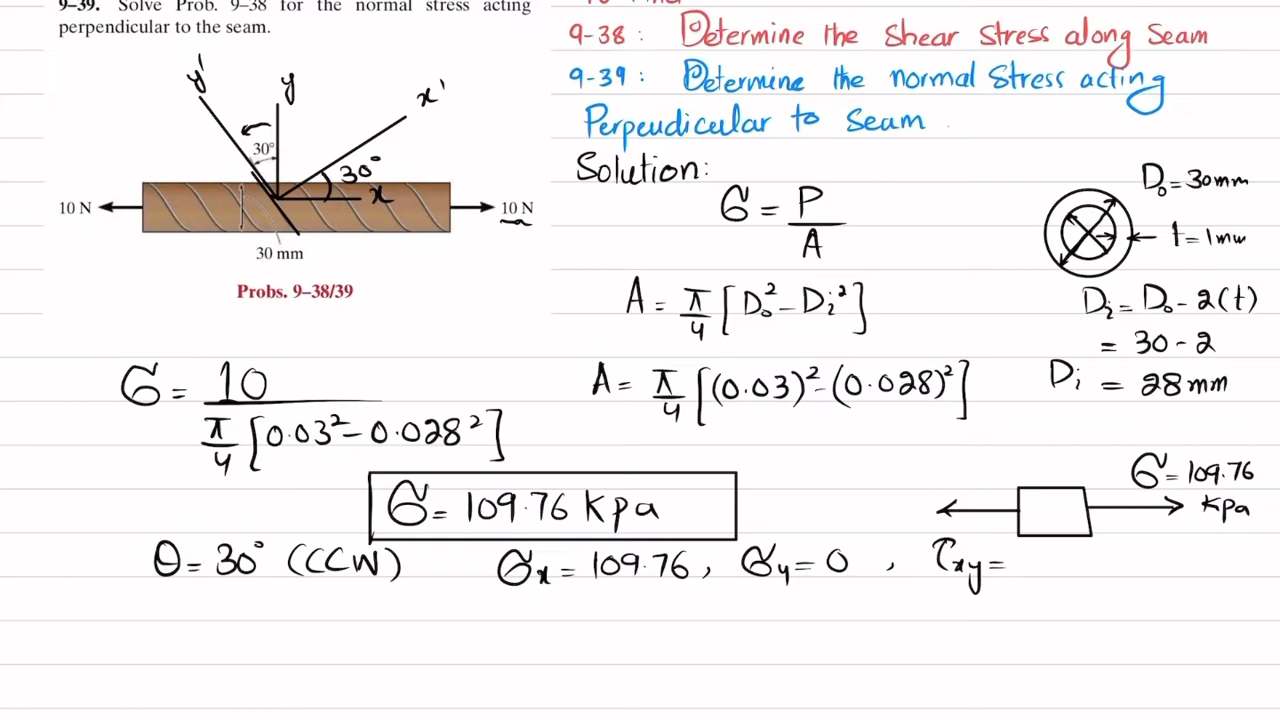 9–39. Solve Prob. 9–38 for the normal stress acting
perpendicular to the seam.
y'
y
x'
30°
30°
x
10 N
10 N
30 mm
Probs. 9–38/39
9-38: Determine the Shear Stress along Seam
9-39: Determine the normal Stress acting
Perpeudiceular to Seam
Solution:
σ = P/A
D₀ = 30mm
t = 1mm
A = π/4 [D₀² - Dᵢ²]
Dᵢ = D₀ - 2(t)
= 30 - 2
Dᵢ = 28mm
A = π/4 [(0.03)² - (0.028)²]
σ = 10 / π/4 [0.03² - 0.028²]
σ = 109.76 Kpa
σ = 109.76
Kpa
θ = 30° (CCW)
σx = 109.76, σy = 0, τxy =